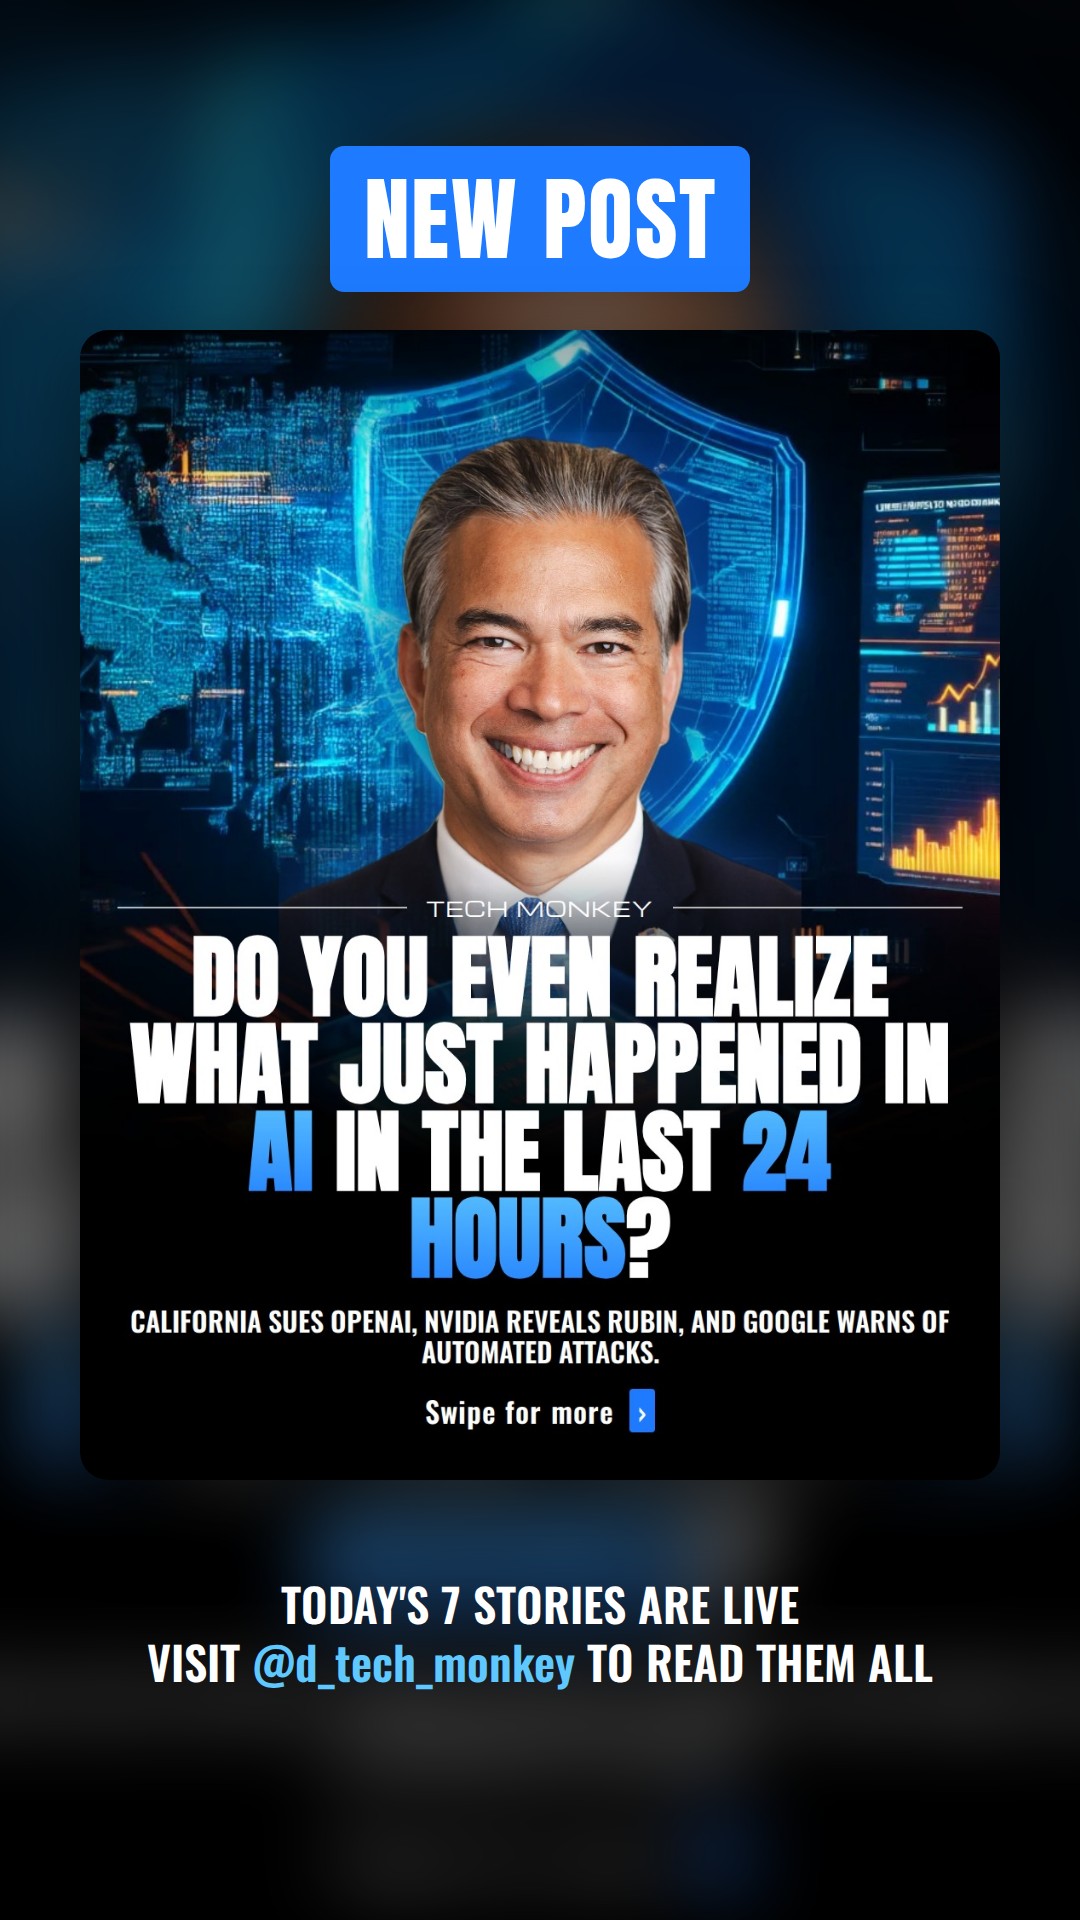 NEW POST
TECH MONKEY
DO YOU EVEN REALIZE
WHAT JUST HAPPENED IN
AI IN THE LAST 24
HOURS?
CALIFORNIA SUES OPENAI, NVIDIA REVEALS RUBIN, AND GOOGLE WARNS OF
AUTOMATED ATTACKS.
Swipe for more ›
TODAY'S 7 STORIES ARE LIVE
VISIT @d_tech_monkey TO READ THEM ALL